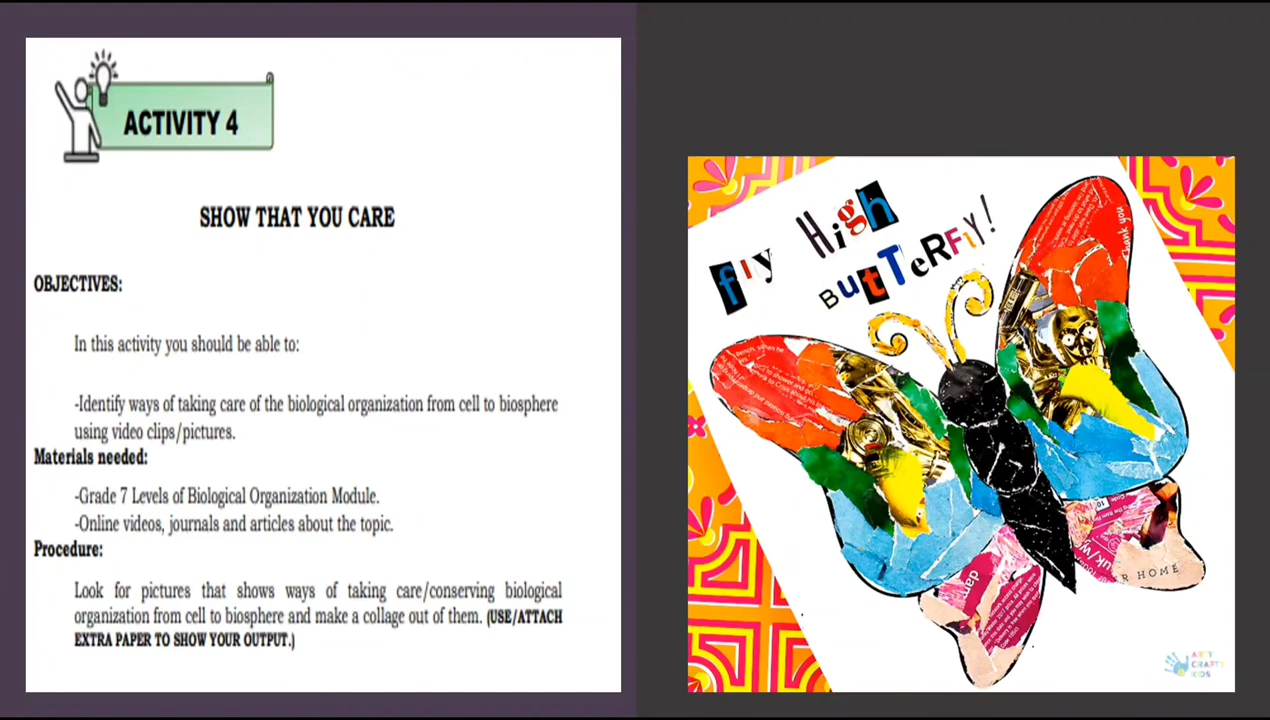 ACTIVITY 4
SHOW THAT YOU CARE
OBJECTIVES:
In this activity you should be able to:
-Identify ways of taking care of the biological organization from cell to biosphere
using video clips/pictures.
Materials needed:
-Grade 7 Levels of Biological Organization Module.
-Online videos, journals and articles about the topic.
Procedure:
Look for pictures that shows ways of taking care/conserving biological
organization from cell to biosphere and make a collage out of them. (USE/ATTACH
EXTRA PAPER TO SHOW YOUR OUTPUT.)
fly High
BuTTeRFlY!
Thank you
R HOME
ARTY
CRAFTY
KIDS